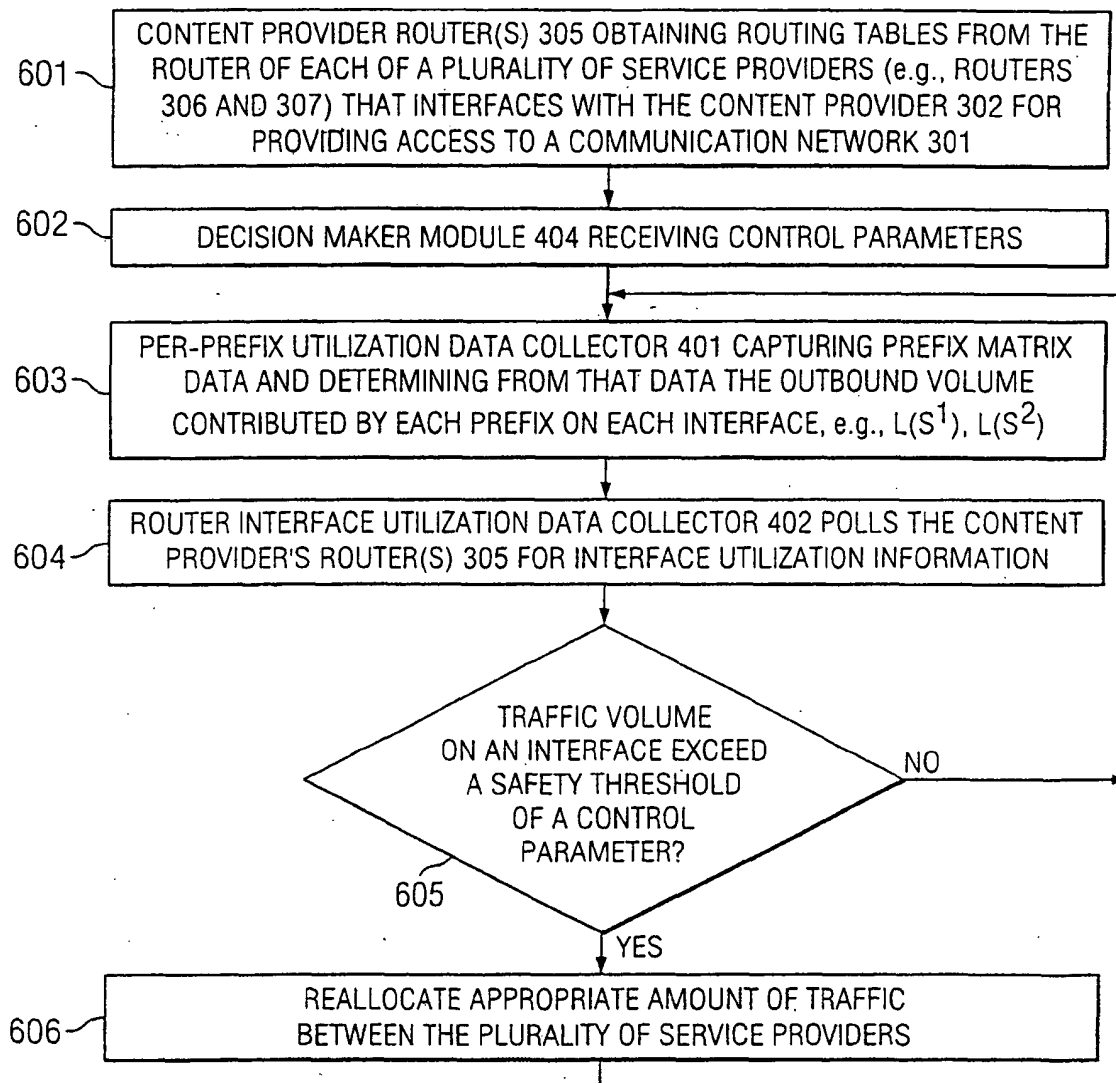 601
CONTENT PROVIDER ROUTER(S) 305 OBTAINING ROUTING TABLES FROM THE
ROUTER OF EACH OF A PLURALITY OF SERVICE PROVIDERS (e.g., ROUTERS
306 AND 307) THAT INTERFACES WITH THE CONTENT PROVIDER 302 FOR
PROVIDING ACCESS TO A COMMUNICATION NETWORK 301
602
DECISION MAKER MODULE 404 RECEIVING CONTROL PARAMETERS
603
PER-PREFIX UTILIZATION DATA COLLECTOR 401 CAPTURING PREFIX MATRIX
DATA AND DETERMINING FROM THAT DATA THE OUTBOUND VOLUME
CONTRIBUTED BY EACH PREFIX ON EACH INTERFACE, e.g., L(S¹), L(S²)
604
ROUTER INTERFACE UTILIZATION DATA COLLECTOR 402 POLLS THE CONTENT
PROVIDER'S ROUTER(S) 305 FOR INTERFACE UTILIZATION INFORMATION
TRAFFIC VOLUME
ON AN INTERFACE EXCEED
A SAFETY THRESHOLD
OF A CONTROL
PARAMETER?
NO
605
YES
606
REALLOCATE APPROPRIATE AMOUNT OF TRAFFIC
BETWEEN THE PLURALITY OF SERVICE PROVIDERS